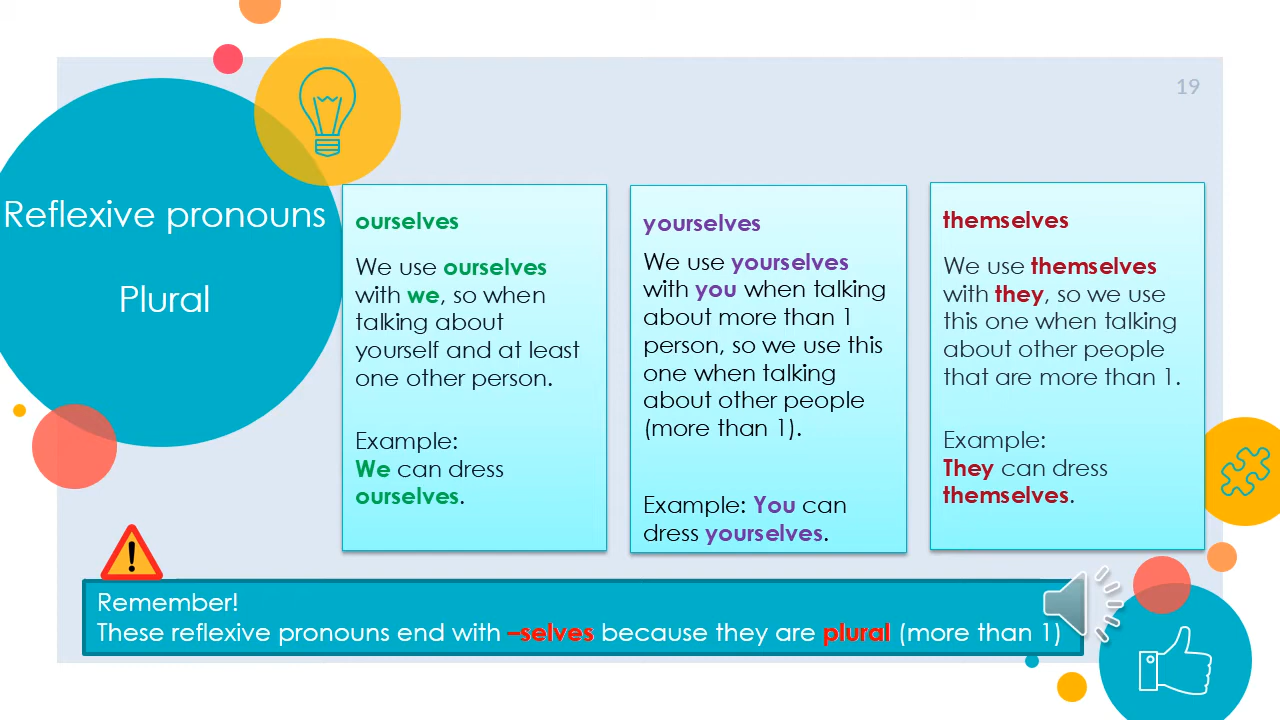 19
Reflexive pronouns
Plural
ourselves
We use ourselves
with we, so when
talking about
yourself and at least
one other person.
Example:
We can dress
ourselves.
yourselves
We use yourselves
with you when talking
about more than 1
person, so we use this
one when talking
about other people
(more than 1).
Example: You can
dress yourselves.
themselves
We use themselves
with they, so we use
this one when talking
about other people
that are more than 1.
Example:
They can dress
themselves.
Remember!
These reflexive pronouns end with –selves because they are plural (more than 1)